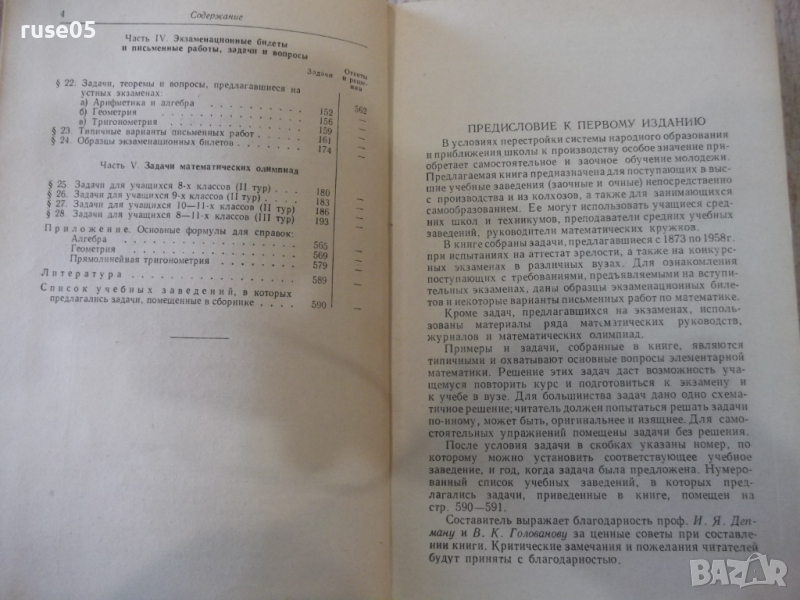 ruse05
4 Содержание
Часть IV. Экзаменационные билеты
и письменные работы, задачи и вопросы
Задачи Ответы и решения
§ 22. Задачи, теоремы и вопросы, предлагавшиеся на
устных экзаменах:
а) Арифметика и алгебра 152 562
б) Геометрия 156 —
в) Тригонометрия 159 —
§ 23. Типичные варианты письменных работ 161 —
§ 24. Образцы экзаменационных билетов 174 —
Часть V. Задачи математических олимпиад
§ 25 Задачи для учащихся 8-х классов (II тур) 180 —
§ 26. Задачи для учащихся 9-х классов (II тур) 183 —
§ 27. Задачи для учащихся 10—11-х классов (II тур) 186 —
§ 28. Задачи для учащихся 8—11-х классов (III тур) 193 —
Приложение. Основные формулы для справок:
Алгебра 565 —
Геометрия 569 —
Прямолинейная тригонометрия 579 —
Литература 589 —
Список учебных заведений, в которых
предлагались задачи, помещенные в сборнике 590 —
ПРЕДИСЛОВИЕ К ПЕРВОМУ ИЗДАНИЮ
В условиях перестройки системы народного образования
и приближения школы к производству особое значение при-
обретает самостоятельное и заочное обучение молодежи.
Предлагаемая книга предназначена для поступающих в выс-
шие учебные заведения (заочные и очные) непосредственно
с производства и из колхозов, а также для занимающихся
самообразованием. Ее могут использовать учащиеся сред-
них школ и техникумов, преподаватели средних учебных
заведений, руководители математических кружков.
В книге собраны задачи, предлагавшиеся с 1873 по 1958г.
при испытаниях на аттестат зрелости, а также на конкурс-
ных экзаменах в различных вузах. Для ознакомления
поступающих с требованиями, предъявляемыми на вступи-
тельных экзаменах, даны образцы экзаменационных биле-
тов и некоторые варианты письменных работ по математике.
Кроме задач, предлагавшихся на экзаменах, использо-
ваны материалы ряда математических руководств,
журналов и математических олимпиад.
Примеры и задачи, собранные в книге, являются
типичными и охватывают основные вопросы элементарной
математики. Решение этих задач даст возможность уча-
щемуся повторить курс и подготовиться к экзамену и
к учебе в вузе. Для большинства задач дано одно схема-
тичное решение; читатель должен попытаться решать задачи
по-иному, может быть, оригинальнее и изящнее. Для само-
стоятельных упражнений помещены задачи без решения.
После условия задачи в скобках указаны номер, по
которому можно установить соответствующее учебное
заведение, и год, когда задача была предложена. Нумеро-
ванный список учебных заведений, в которых пред-
лагались задачи, приведенные в книге, помещен на
стр. 590—591.
Составитель выражает благодарность проф. И. Я. Деп-
ману и В. К. Голованову за ценные советы при составле-
нии книги. Критические замечания и пожелания читателей
будут приняты с благодарностью.
BAZAR